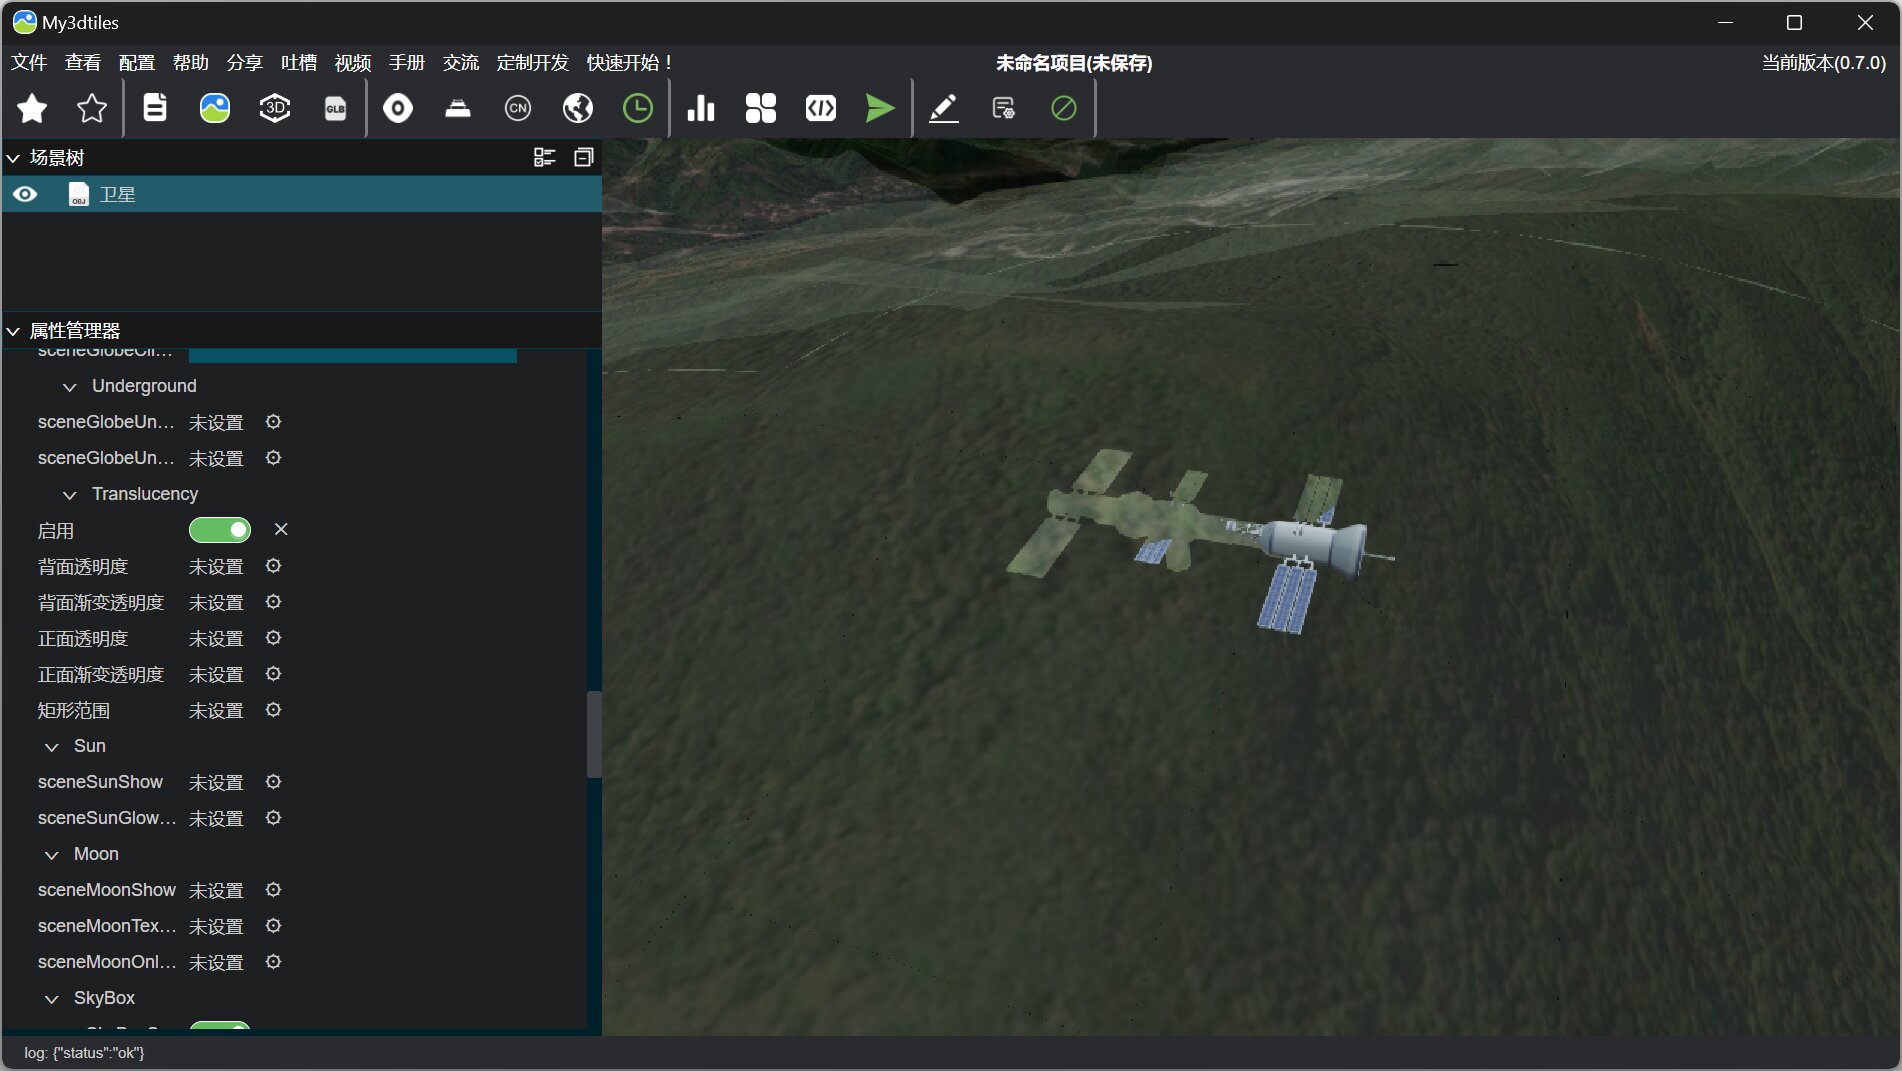 My3dtiles
文件 查看 配置 帮助 分享 吐槽 视频 手册 交流 定制开发 快速开始！ 未命名项目(未保存) 当前版本(0.7.0)
3D GLB CN
场景树
OBJ 卫星
属性管理器
sceneGlobeCli...
Underground
sceneGlobeUn... 未设置
sceneGlobeUn... 未设置
Translucency
启用
背面透明度 未设置
背面渐变透明度 未设置
正面透明度 未设置
正面渐变透明度 未设置
矩形范围 未设置
Sun
sceneSunShow 未设置
sceneSunGlow... 未设置
Moon
sceneMoonShow 未设置
sceneMoonTex... 未设置
sceneMoonOnl... 未设置
SkyBox
log: {"status":"ok"}